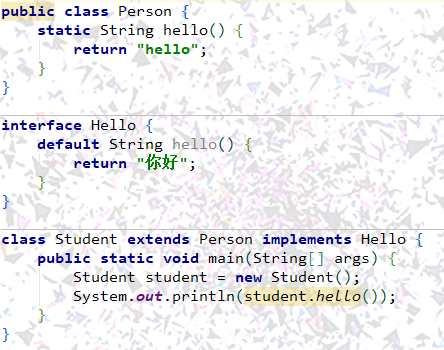 public class Person {
    static String hello() {
        return "hello";
    }
}
interface Hello {
    default String hello() {
        return "你好";
    }
}
class Student extends Person implements Hello {
    public static void main(String[] args) {
        Student student = new Student();
        System.out.println(student.hello());
    }
}